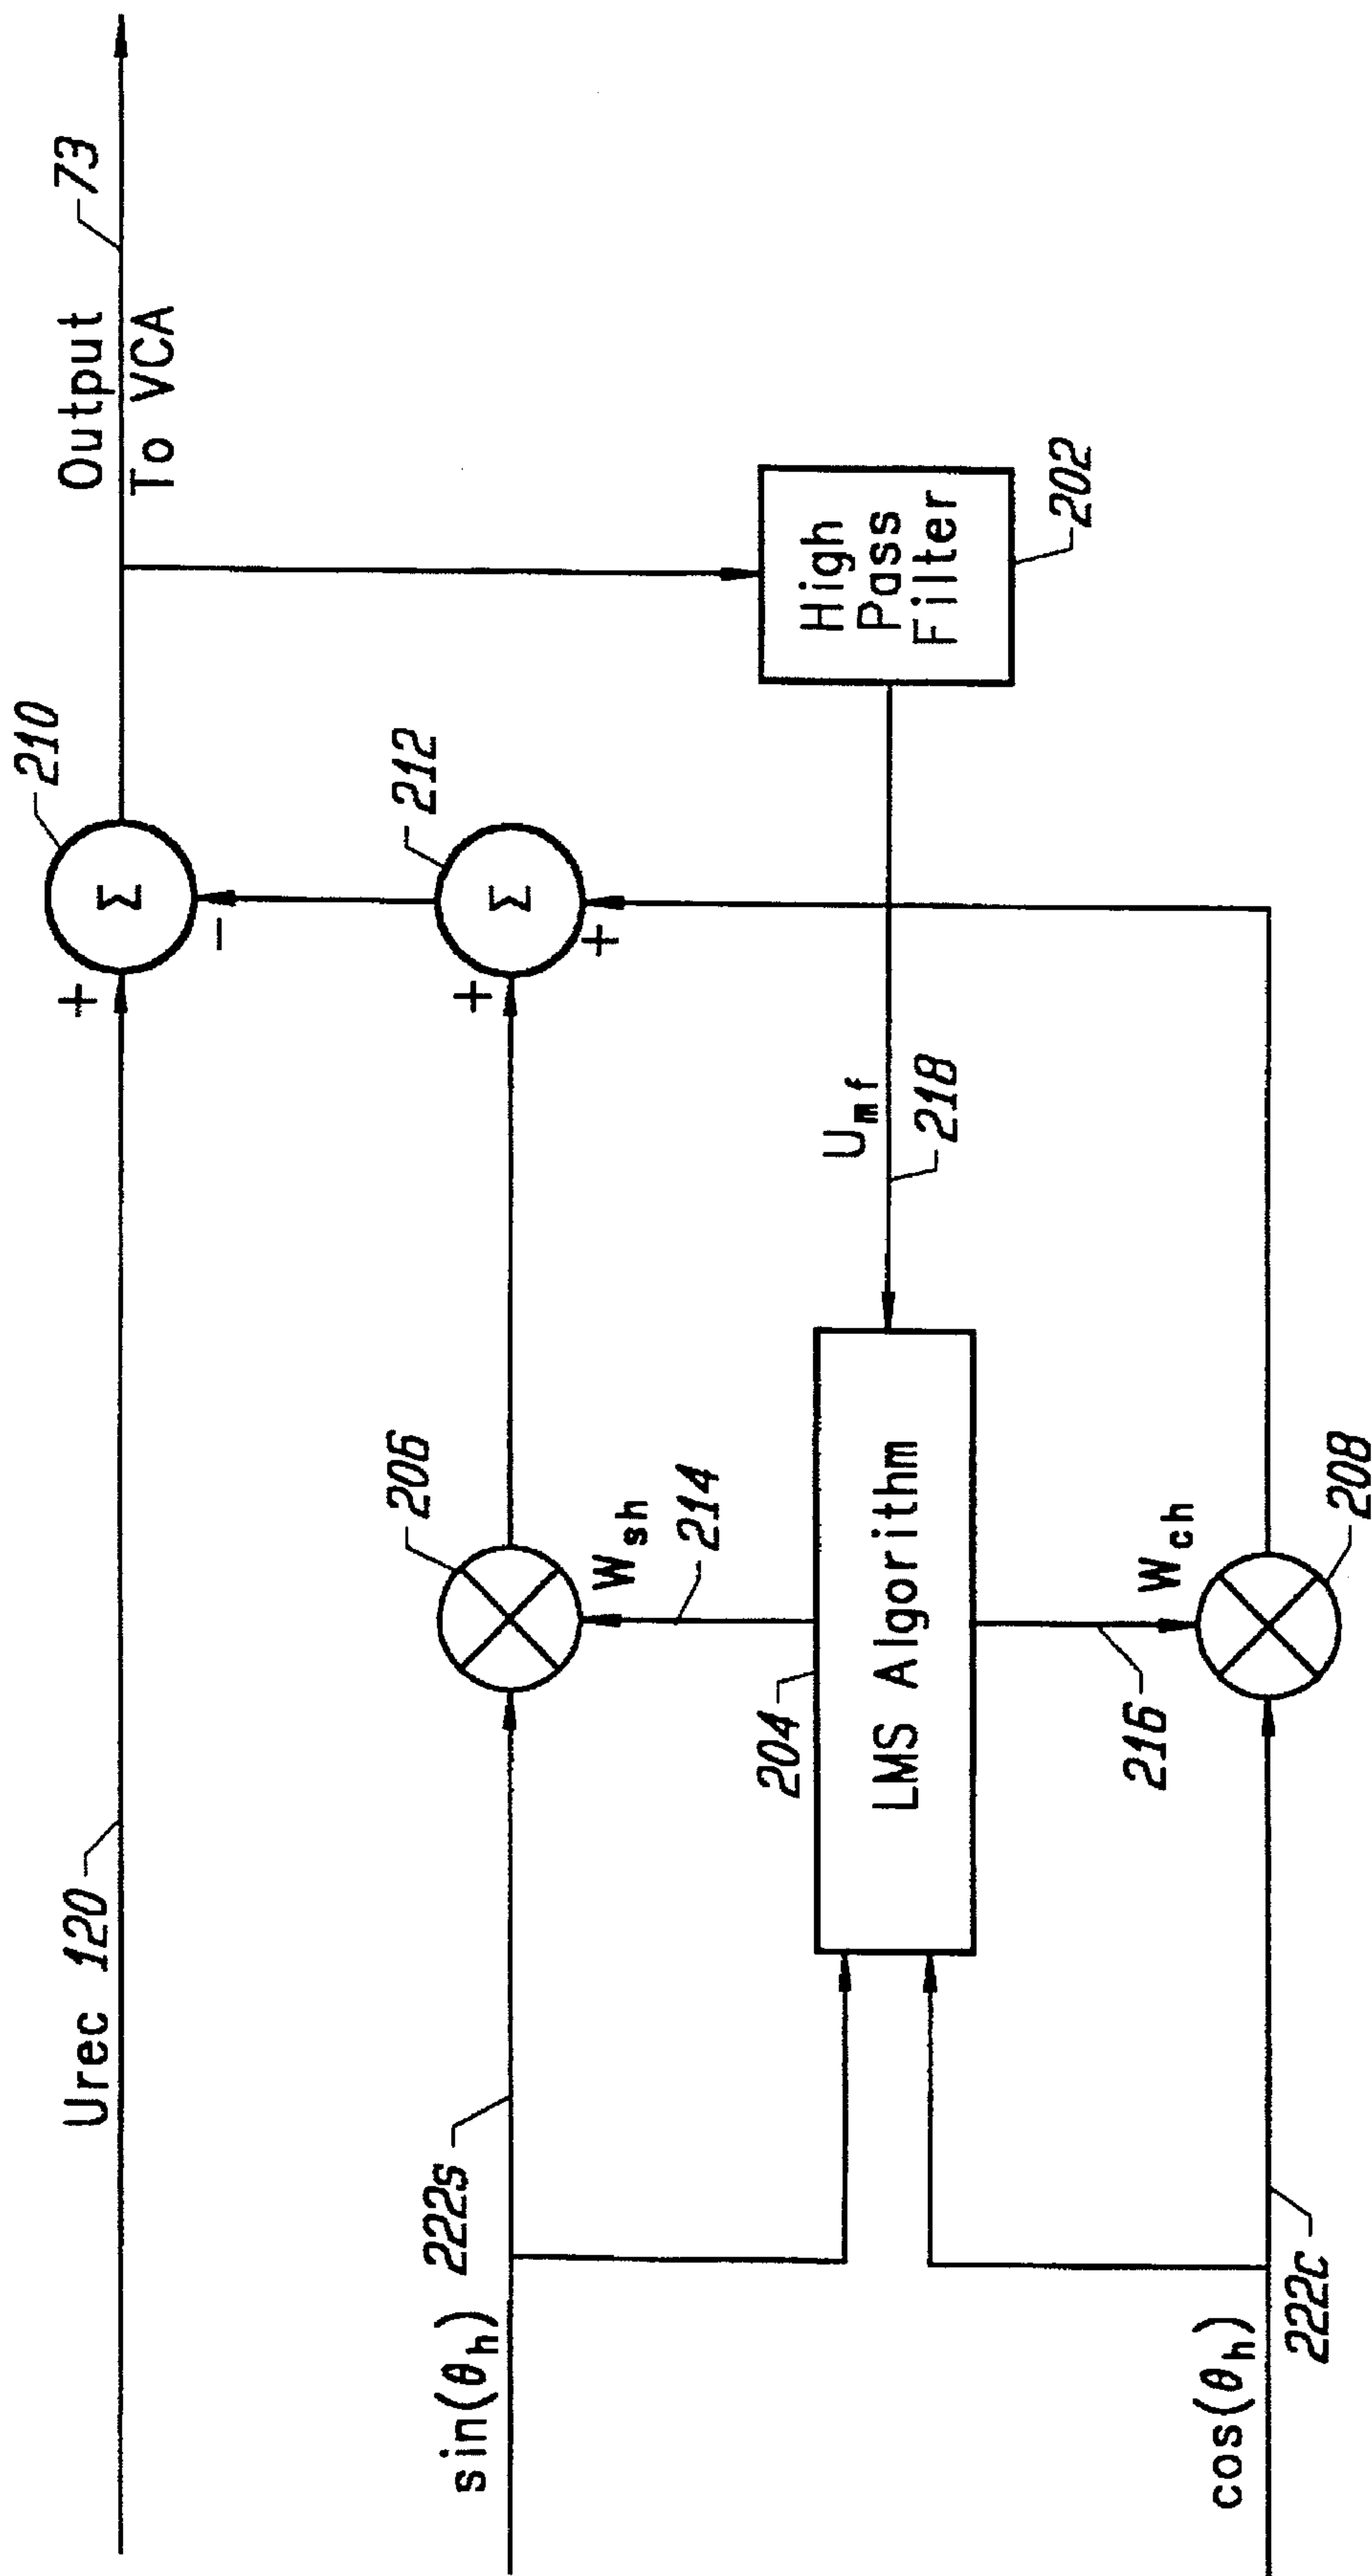 Urec 120
Output 73
To VCA
210
212
sin(θh) 222s
206
Wsh
214
204
LMS Algorithm
Umf
218
High
Pass
Filter
202
216
Wch
208
cos(θh)
222c
+
-
Σ
+
+
Σ